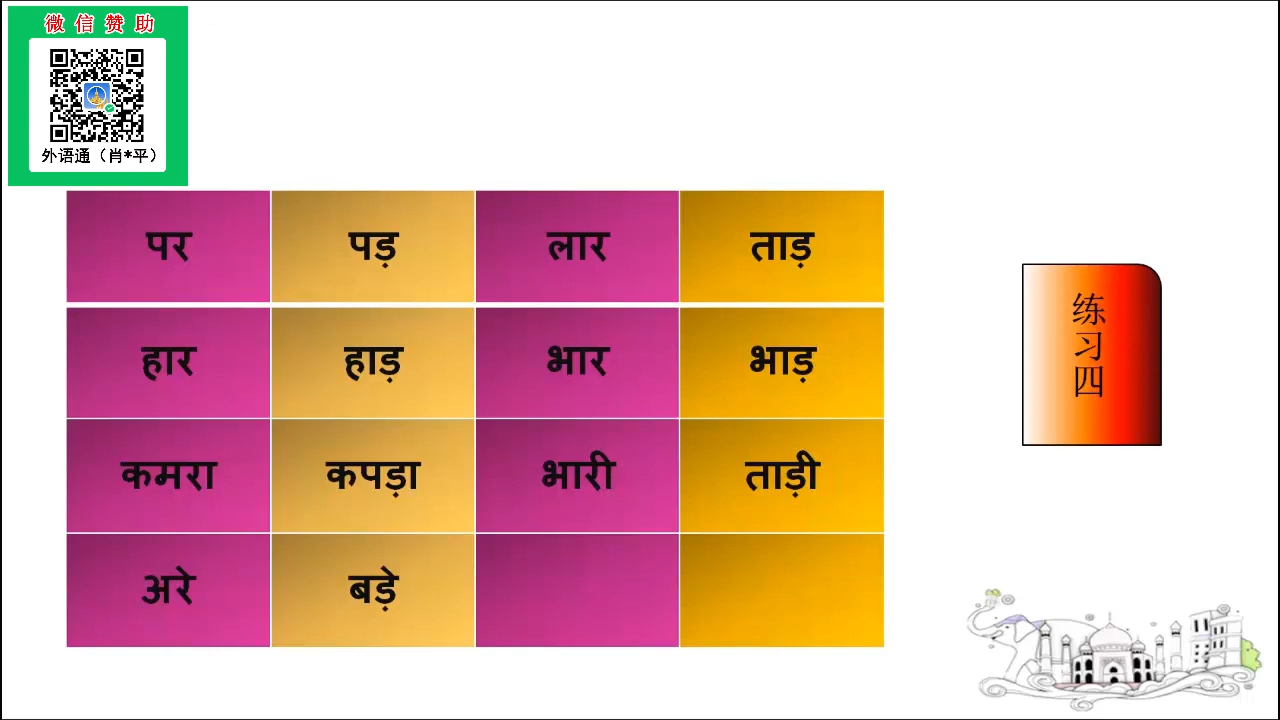 微 信 赞 助
外语通（肖*平）
पर पड़ लार ताड़
हार हाड़ भार भाड़
कमरा कपड़ा भारी ताड़ी
अरे बड़े
练
习
四